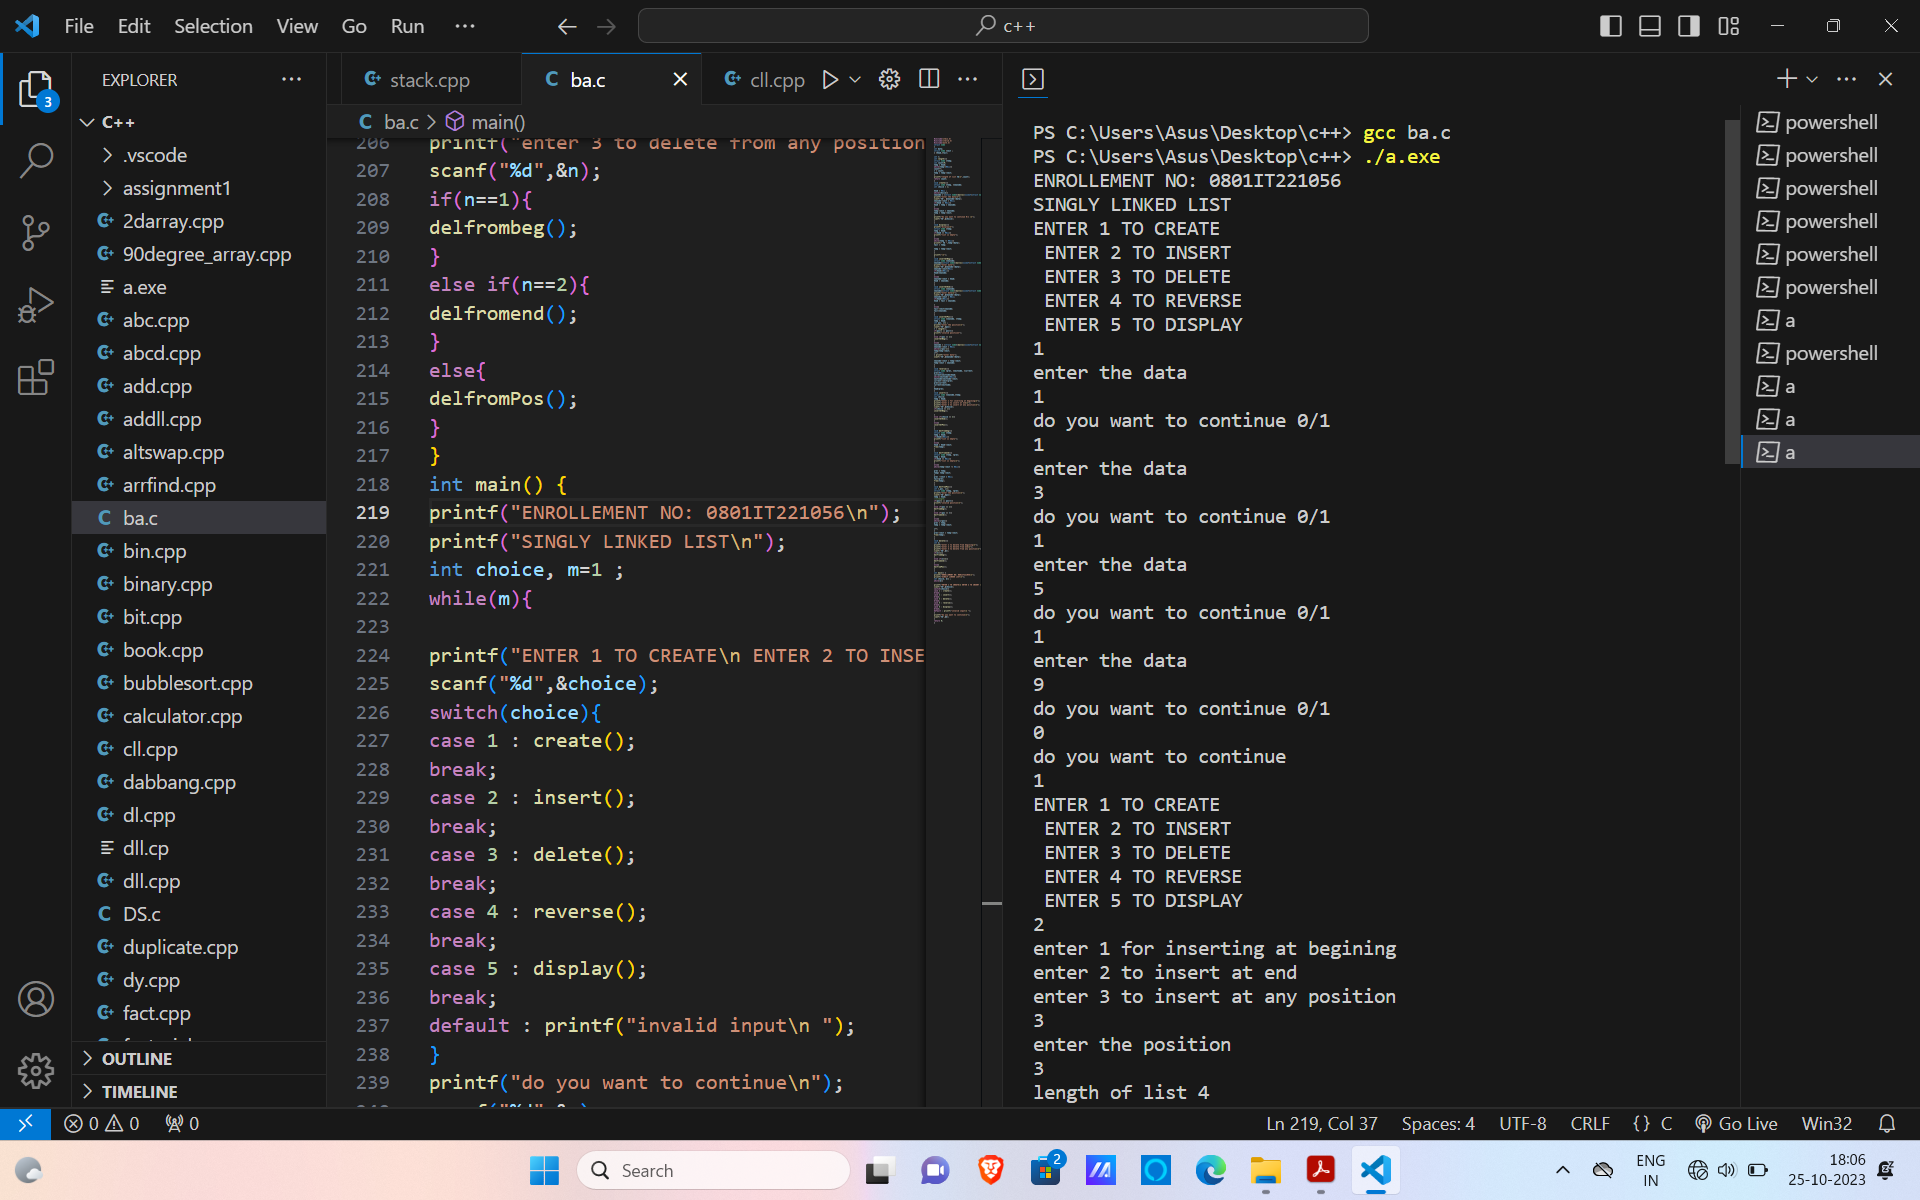 File Edit Selection View Go Run ···
c++
EXPLORER
C++
.vscode
assignment1
2darray.cpp
90degree_array.cpp
a.exe
abc.cpp
abcd.cpp
add.cpp
addll.cpp
altswap.cpp
arrfind.cpp
ba.c
bin.cpp
binary.cpp
bit.cpp
book.cpp
bubblesort.cpp
calculator.cpp
cll.cpp
dabbang.cpp
dl.cpp
dll.cp
dll.cpp
DS.c
duplicate.cpp
dy.cpp
fact.cpp
OUTLINE
TIMELINE
3
stack.cpp
ba.c
cll.cpp
ba.c > main()
206 printf("enter 3 to delete from any position
207 scanf("%d",&n);
208 if(n==1){
209 delfrombeg();
210 }
211 else if(n==2){
212 delfromend();
213 }
214 else{
215 delfromPos();
216 }
217 }
218 int main() {
219 printf("ENROLLEMENT NO: 0801IT221056\n");
220 printf("SINGLY LINKED LIST\n");
221 int choice, m=1 ;
222 while(m){
223
224 printf("ENTER 1 TO CREATE\n ENTER 2 TO INSE
225 scanf("%d",&choice);
226 switch(choice){
227 case 1 : create();
228 break;
229 case 2 : insert();
230 break;
231 case 3 : delete();
232 break;
233 case 4 : reverse();
234 break;
235 case 5 : display();
236 break;
237 default : printf("invalid input\n ");
238 }
239 printf("do you want to continue\n");
PS C:\Users\Asus\Desktop\c++> gcc ba.c
PS C:\Users\Asus\Desktop\c++> ./a.exe
ENROLLEMENT NO: 0801IT221056
SINGLY LINKED LIST
ENTER 1 TO CREATE
ENTER 2 TO INSERT
ENTER 3 TO DELETE
ENTER 4 TO REVERSE
ENTER 5 TO DISPLAY
1
enter the data
1
do you want to continue 0/1
1
enter the data
3
do you want to continue 0/1
1
enter the data
5
do you want to continue 0/1
1
enter the data
9
do you want to continue 0/1
0
do you want to continue
1
ENTER 1 TO CREATE
ENTER 2 TO INSERT
ENTER 3 TO DELETE
ENTER 4 TO REVERSE
ENTER 5 TO DISPLAY
2
enter 1 for inserting at begining
enter 2 to insert at end
enter 3 to insert at any position
3
enter the position
3
length of list 4
powershell
powershell
powershell
powershell
powershell
powershell
a
powershell
a
a
a
0 0 0
Ln 219, Col 37 Spaces: 4 UTF-8 CRLF {} C Go Live Win32
Search
2
ENG
IN
18:06
25-10-2023